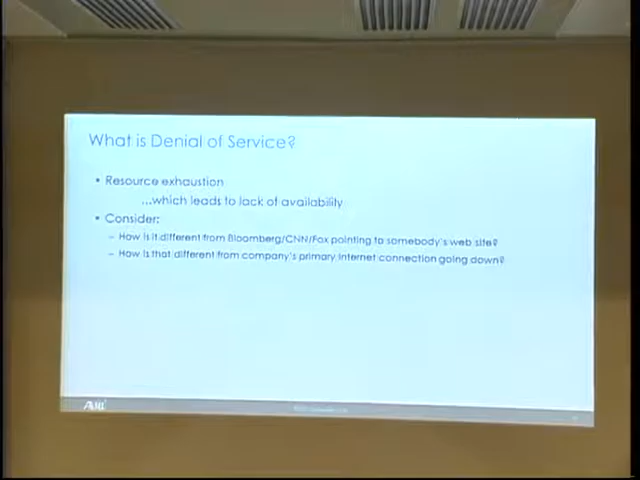 What is Denial of Service?
• Resource exhaustion
...which leads to lack of availability
• Consider:
– How is it different from Bloomberg/CNN/Fox pointing to somebody's web site?
– How is that different from company's primary Internet connection going down?